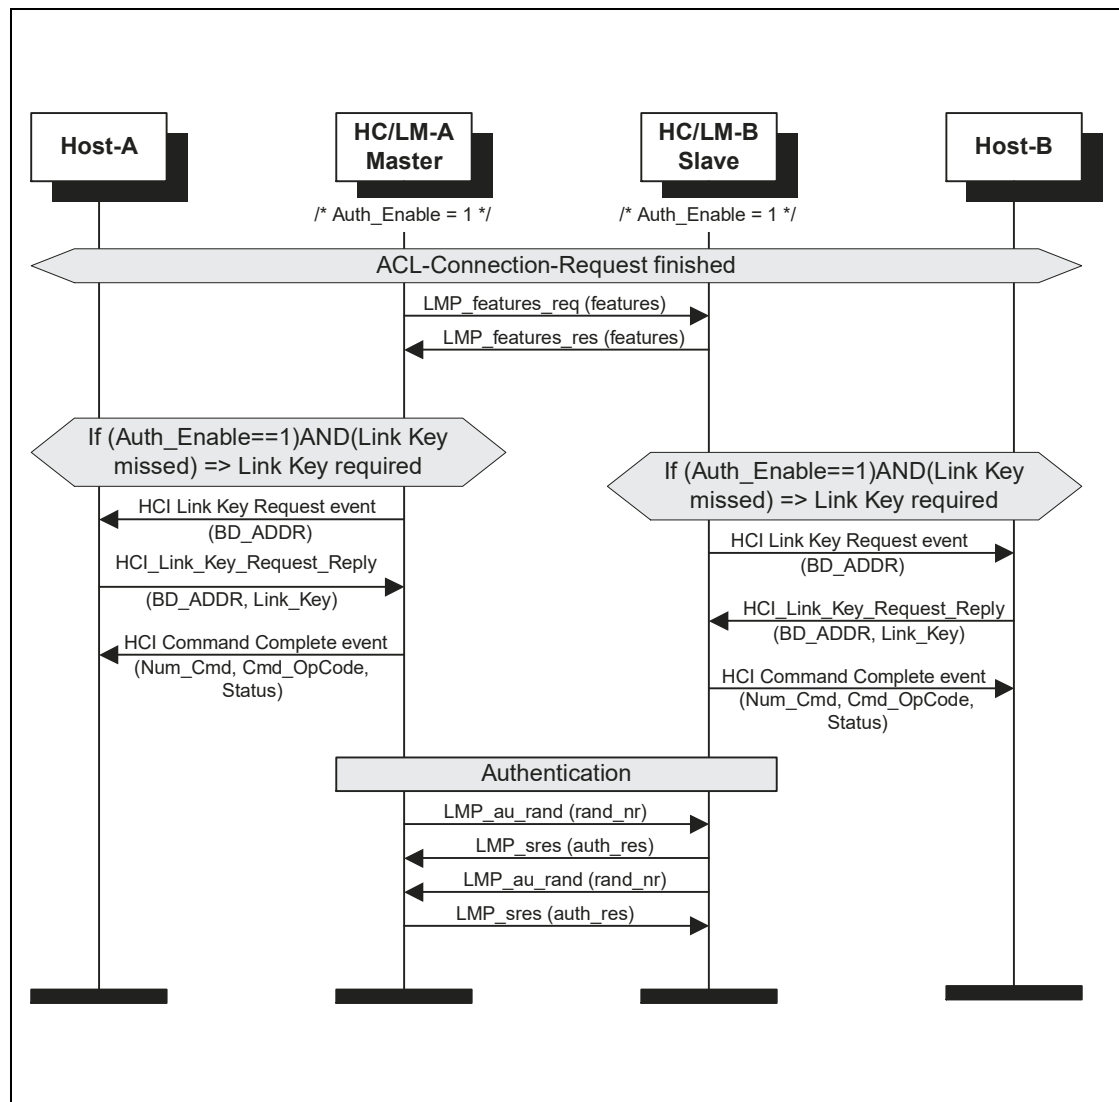 Host-A
HC/LM-A
Master
HC/LM-B
Slave
Host-B
/* Auth_Enable = 1 */
/* Auth_Enable = 1 */
ACL-Connection-Request finished
LMP_features_req (features)
LMP_features_res (features)
If (Auth_Enable==1)AND(Link Key
missed) => Link Key required
If (Auth_Enable==1)AND(Link Key
missed) => Link Key required
HCI Link Key Request event
(BD_ADDR)
HCI Link Key Request event
(BD_ADDR)
HCI_Link_Key_Request_Reply
(BD_ADDR, Link_Key)
HCI_Link_Key_Request_Reply
(BD_ADDR, Link_Key)
HCI Command Complete event
(Num_Cmd, Cmd_OpCode,
Status)
HCI Command Complete event
(Num_Cmd, Cmd_OpCode,
Status)
Authentication
LMP_au_rand (rand_nr)
LMP_sres (auth_res)
LMP_au_rand (rand_nr)
LMP_sres (auth_res)